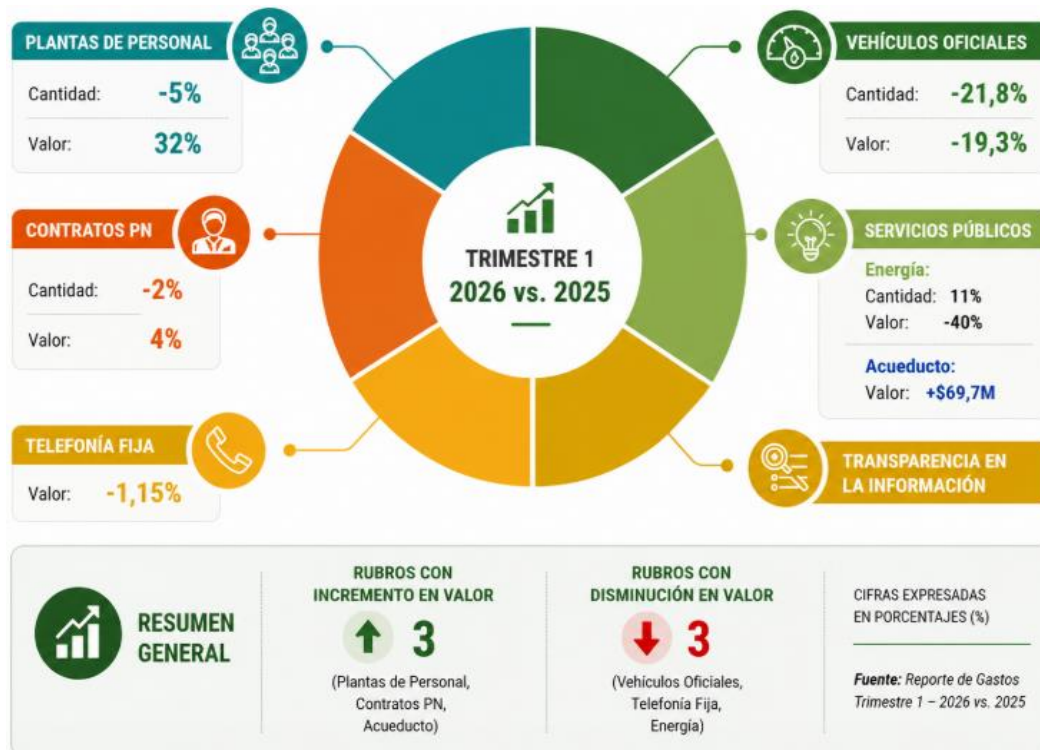 PLANTAS DE PERSONAL
Cantidad: -5%
Valor: 32%
CONTRATOS PN
Cantidad: -2%
Valor: 4%
TELEFONÍA FIJA
Valor: -1,15%
TRIMESTRE 1
2026 vs. 2025
VEHÍCULOS OFICIALES
Cantidad: -21,8%
Valor: -19,3%
SERVICIOS PÚBLICOS
Energía:
Cantidad: 11%
Valor: -40%
Acueducto:
Valor: +$69,7M
TRANSPARENCIA EN
LA INFORMACIÓN
RESUMEN
GENERAL
RUBROS CON
INCREMENTO EN VALOR
3
(Plantas de Personal,
Contratos PN,
Acueducto)
RUBROS CON
DISMINUCIÓN EN VALOR
3
(Vehículos Oficiales,
Telefonía Fija,
Energía)
CIFRAS EXPRESADAS
EN PORCENTAJES (%)
Fuente: Reporte de Gastos
Trimestre 1 – 2026 vs. 2025